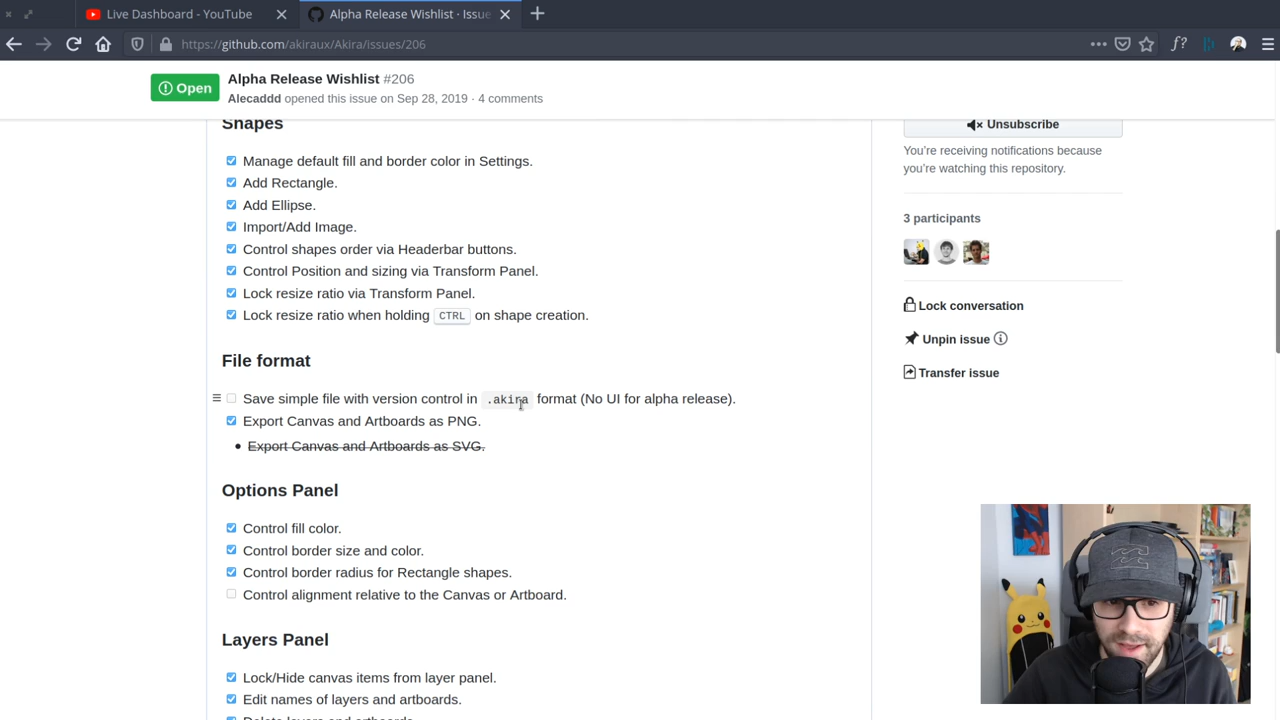 Live Dashboard - YouTube
Alpha Release Wishlist · Issue
https://github.com/akiraux/Akira/issues/206
Open
Alpha Release Wishlist #206
Alecaddd opened this issue on Sep 28, 2019 · 4 comments
Shapes
Manage default fill and border color in Settings.
Add Rectangle.
Add Ellipse.
Import/Add Image.
Control shapes order via Headerbar buttons.
Control Position and sizing via Transform Panel.
Lock resize ratio via Transform Panel.
Lock resize ratio when holding CTRL on shape creation.
File format
Save simple file with version control in .akira format (No UI for alpha release).
Export Canvas and Artboards as PNG.
Export Canvas and Artboards as SVG.
Options Panel
Control fill color.
Control border size and color.
Control border radius for Rectangle shapes.
Control alignment relative to the Canvas or Artboard.
Layers Panel
Lock/Hide canvas items from layer panel.
Edit names of layers and artboards.
Delete layers and artboards.
Unsubscribe
You're receiving notifications because
you're watching this repository.
3 participants
Lock conversation
Unpin issue
Transfer issue